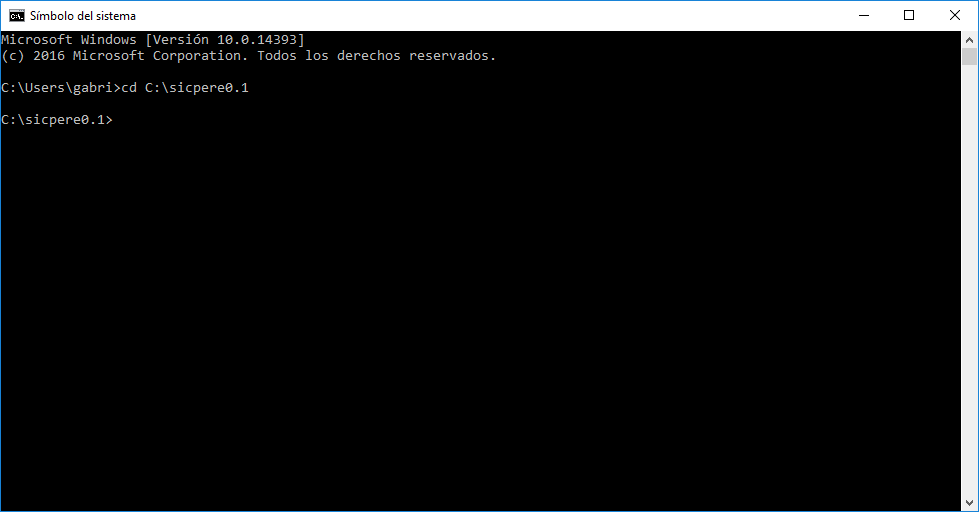 Símbolo del sistema
Microsoft Windows [Versión 10.0.14393]
(c) 2016 Microsoft Corporation. Todos los derechos reservados.
C:\Users\gabri>cd C:\sicpere0.1
C:\sicpere0.1>